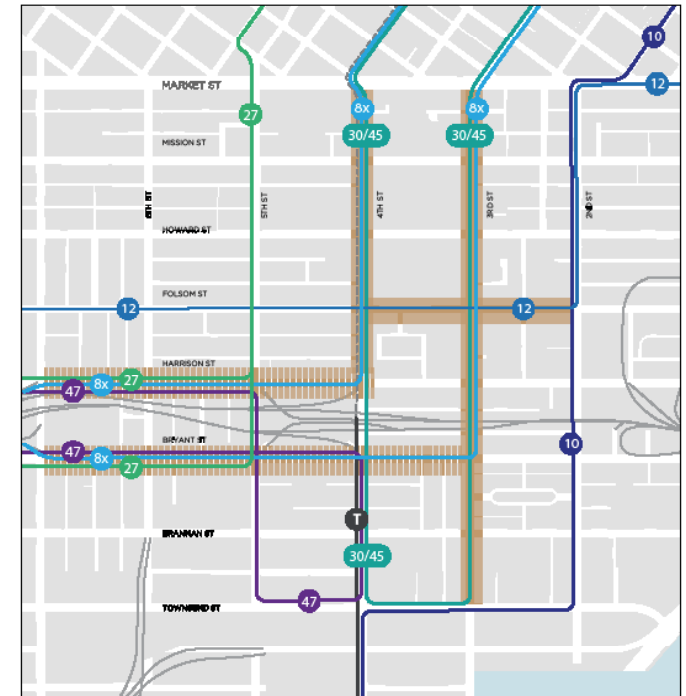 10
MARKET ST
12
8x
8x
27
30/45
30/45
MISSION ST
6TH ST
5TH ST
4TH ST
3RD ST
2ND ST
HOWARD ST
FOLSOM ST
12
12
HARRISON ST
27
8x
47
BRYANT ST
47
8x
27
10
T
BRANNAN ST
30/45
47
TOWNSEND ST